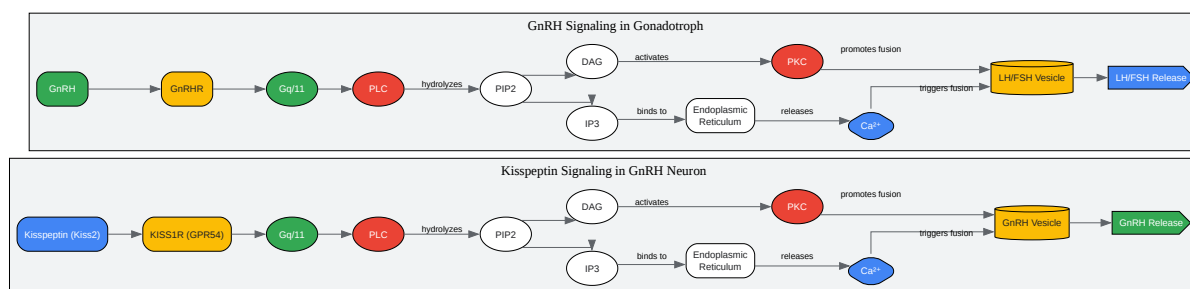 GnRH Signaling in Gonadotroph
GnRH
GnRHR
Gq/11
PLC
hydrolyzes
PIP2
DAG
activates
PKC
promotes fusion
IP3
binds to
Endoplasmic
Reticulum
releases
Ca²⁺
triggers fusion
LH/FSH Vesicle
LH/FSH Release
Kisspeptin Signaling in GnRH Neuron
Kisspeptin (Kiss2)
KISS1R (GPR54)
Gq/11
PLC
hydrolyzes
PIP2
DAG
activates
PKC
promotes fusion
IP3
binds to
Endoplasmic
Reticulum
releases
Ca²⁺
triggers fusion
GnRH Vesicle
GnRH Release